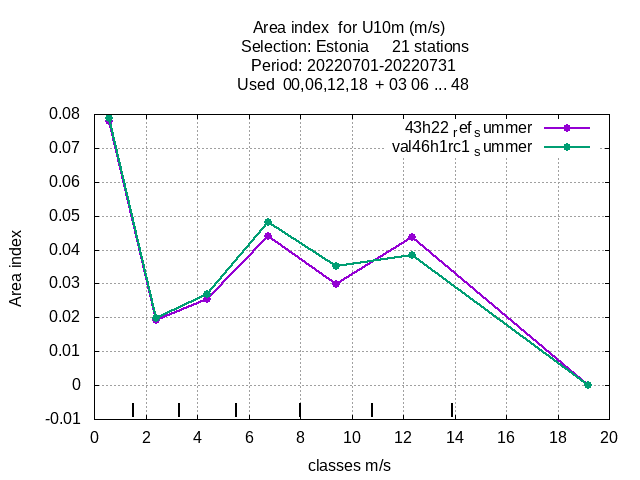 Area index  for U10m (m/s)
Selection: Estonia     21 stations
Period: 20220701-20220731
Used  00,06,12,18  + 03 06 ... 48
43h22 ref summer
val46h1rc1 summer
0.08
0.07
0.06
0.05
0.04
0.03
0.02
0.01
0
-0.01
Area index
0 2 4 6 8 10 12 14 16 18 20
classes m/s